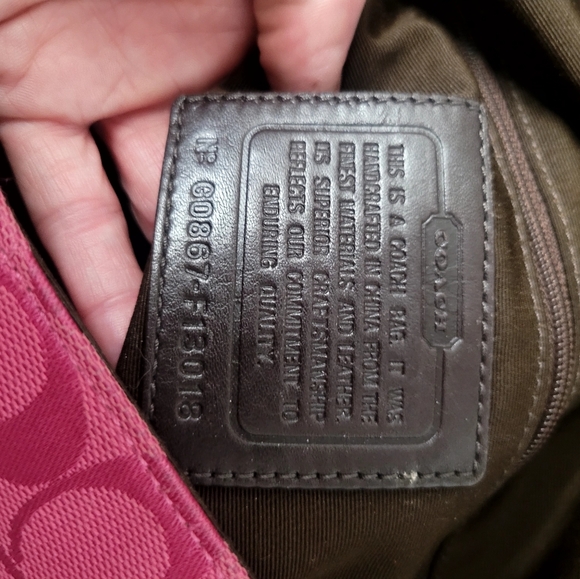 COACH
THIS IS A COACH BAG. IT WAS
HANDCRAFTED IN CHINA FROM THE
FINEST MATERIALS AND LEATHER.
ITS SUPERIOR CRAFTSMANSHIP
REFLECTS OUR COMMITMENT TO
ENDURING QUALITY.
Nº G0867-F13018